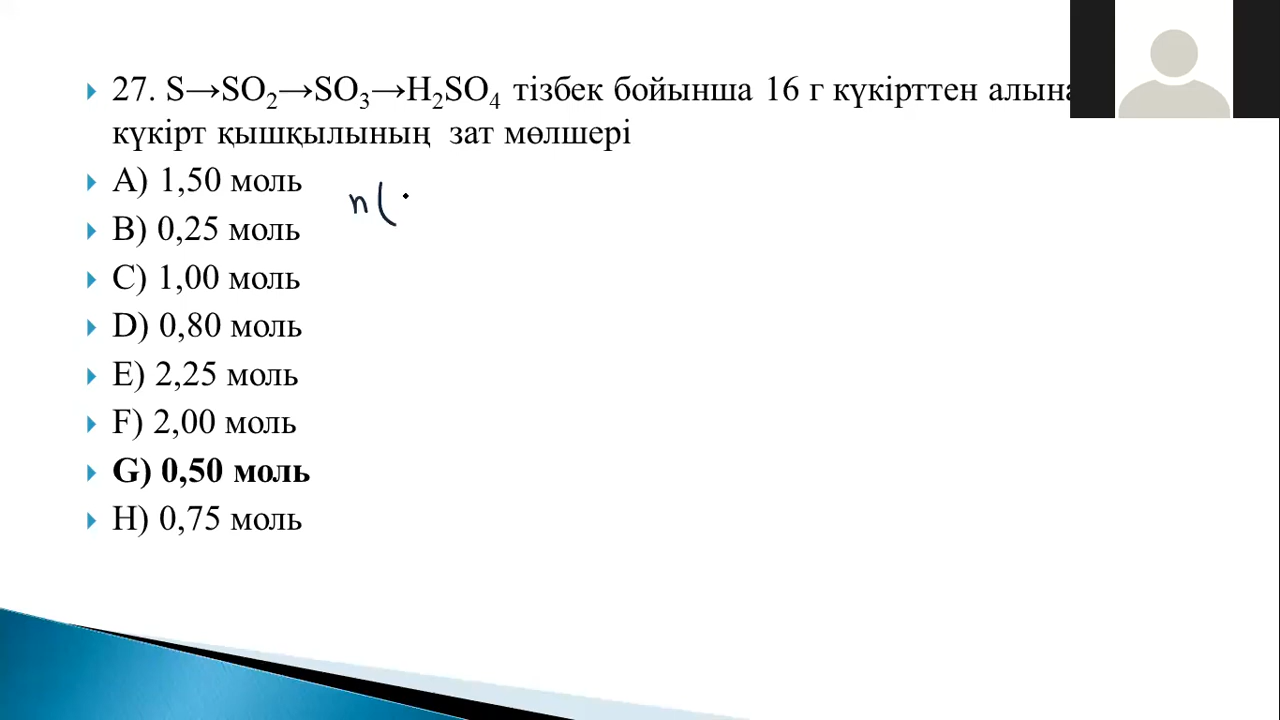 27. S→SO₂→SO₃→H₂SO₄ тізбек бойынша 16 г күкірттен
күкірт қышқылының зат мөлшері
A) 1,50 моль
n(
B) 0,25 моль
C) 1,00 моль
D) 0,80 моль
E) 2,25 моль
F) 2,00 моль
G) 0,50 моль
H) 0,75 моль